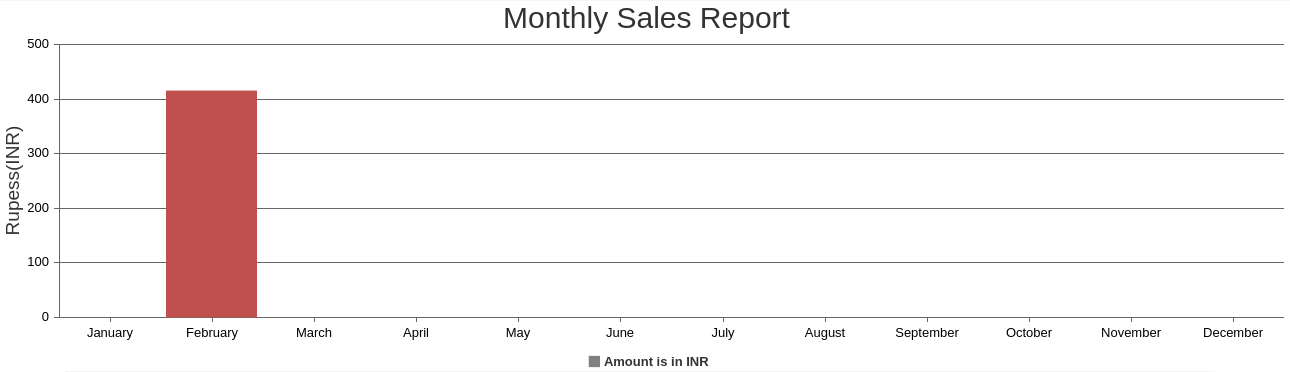 Monthly Sales Report
Rupess(INR)
500
400
300
200
100
0
January February March April May June July August September October November December
Amount is in INR